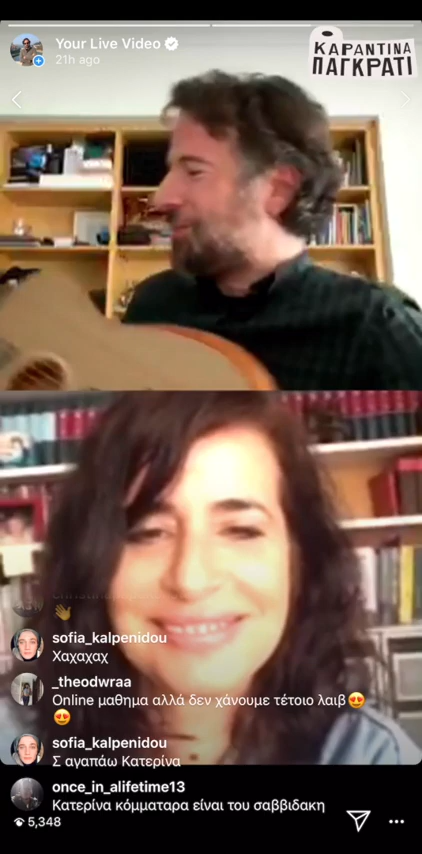 Your Live Video
21h ago
ΚΑΡΑΝΤΙΝΑ
ΠΑΓΚΡΑΤΙ
sofia_kalpenidou
Χαχαχαχ
_theodwraa
Online μαθημα αλλά δεν χάνουμε τέτοιο λαιβ😍
😍
sofia_kalpenidou
Σ αγαπάω Κατερίνα
once_in_alifetime13
Κατερίνα κόμματαρα είναι του σαββιδακη
5,348